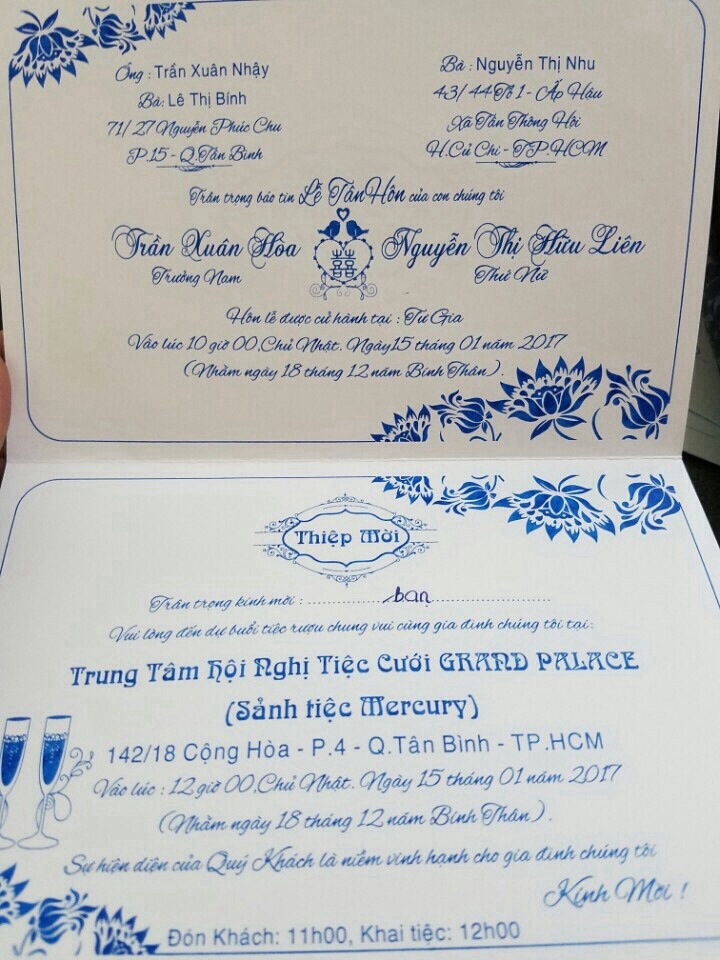 Ông : Trần Xuân Nhậy
Bà: Lê Thị Bính
71/27 Nguyễn Phúc Chu
P.15 - Q.Tân Bình
Bà : Nguyễn Thị Nhu
43/44 Tổ 1 - Ấp Hậu
Xã Tân Thông Hội
H.Củ Chi - TP.HCM
Trân trọng báo tin Lễ Tân Hôn của con chúng tôi
Trần Xuân Hòa
Trưởng Nam
囍
Nguyễn Thị Hữu Liên
Thứ Nữ
Hôn lễ được cử hành tại : Tư Gia
Vào lúc 10 giờ 00.Chủ Nhật. Ngày 15 tháng 01 năm 2017
(Nhằm ngày 18 tháng 12 năm Bính Thân).
Thiệp Mời
Trân trọng kính mời : ..........bạn..........
Vui lòng đến dự buổi tiệc rượu chung vui cùng gia đình chúng tôi tại:
Trung Tâm Hội Nghị Tiệc Cưới GRAND PALACE
(Sảnh tiệc Mercury)
142/18 Cộng Hòa - P.4 - Q.Tân Bình - TP.HCM
Vào lúc : 12 giờ 00.Chủ Nhật. Ngày 15 tháng 01 năm 2017
(Nhằm ngày 18 tháng 12 năm Bính Thân).
Sự hiện diện của Quý Khách là niềm vinh hạnh cho gia đình chúng tôi
Kính Mời !
Đón Khách: 11h00, Khai tiệc: 12h00